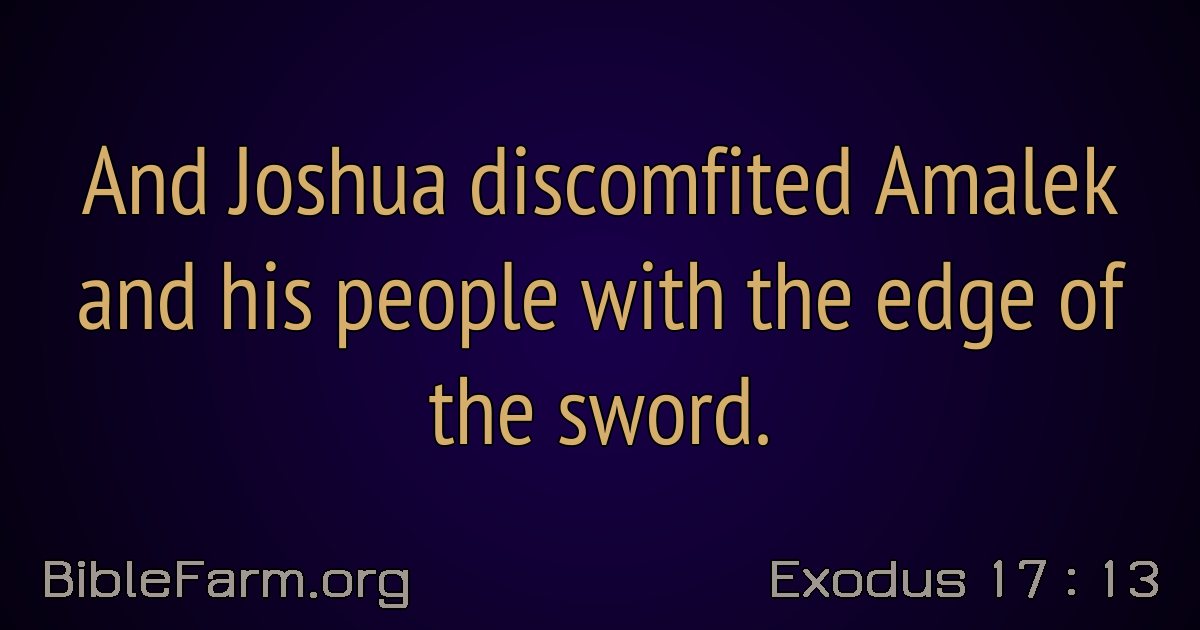 And Joshua discomfited Amalek
and his people with the edge of
the sword.
BibleFarm.org
Exodus 17 : 13